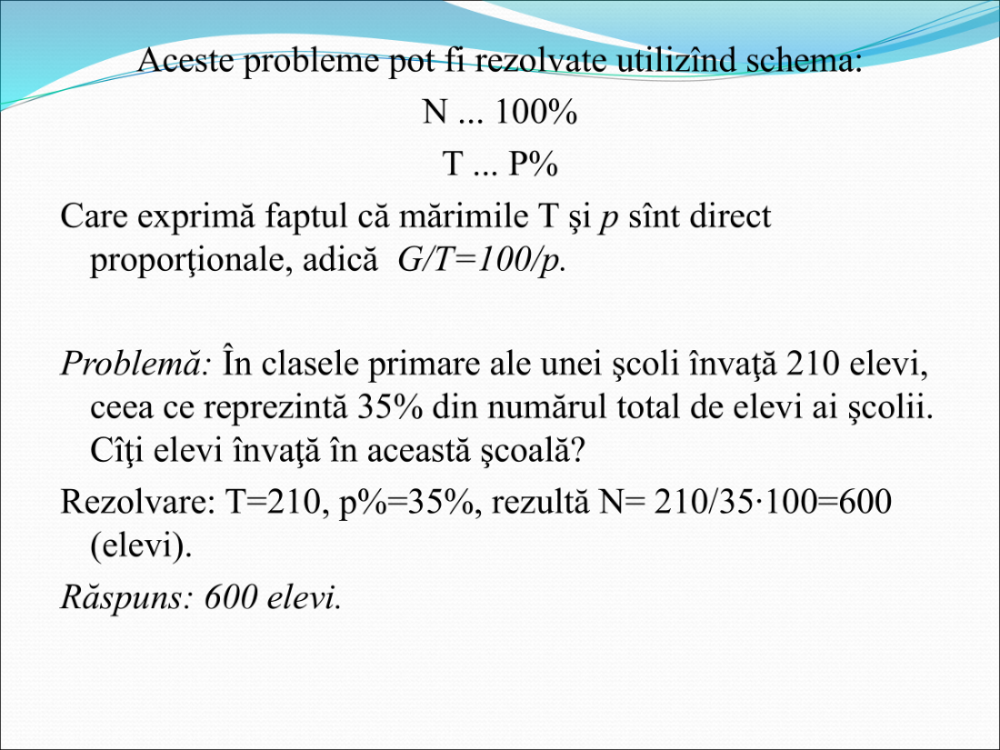 Aceste probleme pot fi rezolvate utilizînd schema:
N ... 100%
T ... P%
Care exprimă faptul că mărimile T şi p sînt direct
proporţionale, adică G/T=100/p.
Problemă: În clasele primare ale unei şcoli învaţă 210 elevi,
ceea ce reprezintă 35% din numărul total de elevi ai şcolii.
Cîţi elevi învaţă în această şcoală?
Rezolvare: T=210, p%=35%, rezultă N= 210/35·100=600
(elevi).
Răspuns: 600 elevi.